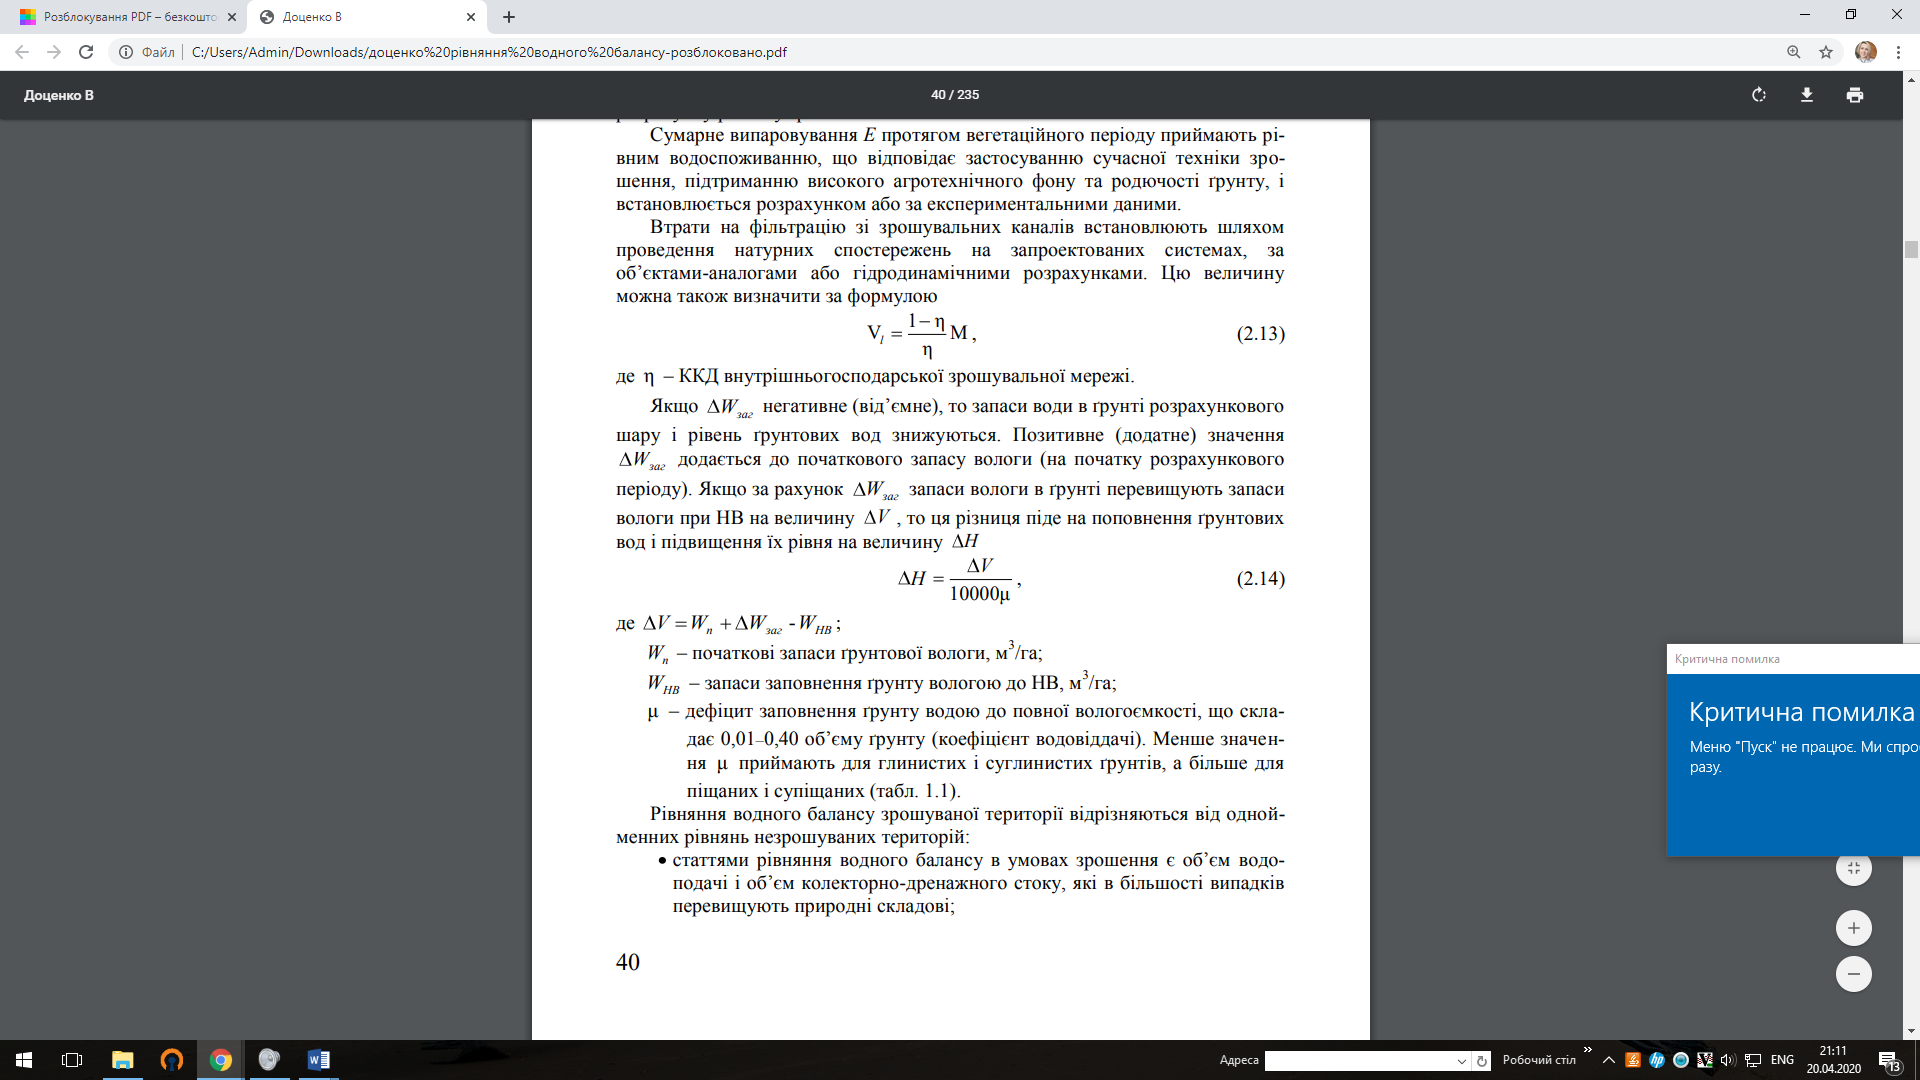 Розблокування PDF – безкошто
Доценко В
Файл
C:/Users/Admin/Downloads/доценко%20рівняння%20водного%20балансу-розблоковано.pdf
Доценко В
40 / 235
Сумарне випаровування E протягом вегетаційного періоду приймають рі-
вним водоспоживанню, що відповідає застосуванню сучасної техніки зро-
шення, підтриманню високого агротехнічного фону та родючості ґрунту, і
встановлюється розрахунком або за експериментальними даними.
Втрати на фільтрацію зі зрошувальних каналів встановлюють шляхом
проведення натурних спостережень на запроектованих системах, за
об’єктами-аналогами або гідродинамічними розрахунками. Цю величину
можна також визначити за формулою
V_l = (1 – η)/η M , (2.13)
де η – ККД внутрішньогосподарської зрошувальної мережі.
Якщо ΔW_заг негативне (від’ємне), то запаси води в ґрунті розрахункового
шару і рівень ґрунтових вод знижуються. Позитивне (додатне) значення
ΔW_заг додається до початкового запасу вологи (на початку розрахункового
періоду). Якщо за рахунок ΔW_заг запаси вологи в ґрунті перевищують запаси
вологи при НВ на величину ΔV , то ця різниця піде на поповнення ґрунтових
вод і підвищення їх рівня на величину ΔH
ΔH = ΔV/10000μ , (2.14)
де ΔV = W_п + ΔW_заг - W_НВ ;
W_п – початкові запаси ґрунтової вологи, м³/га;
W_НВ – запаси заповнення ґрунту вологою до НВ, м³/га;
μ – дефіцит заповнення ґрунту водою до повної вологоємкості, що скла-
дає 0,01–0,40 об’єму ґрунту (коефіцієнт водовіддачі). Менше значен-
ня μ приймають для глинистих і суглинистих ґрунтів, а більше для
піщаних і супіщаних (табл. 1.1).
Рівняння водного балансу зрошуваної території відрізняються від одной-
менних рівнянь незрошуваних територій:
• статтями рівняння водного балансу в умовах зрошення є об’єм водо-
подачі і об’єм колекторно-дренажного стоку, які в більшості випадків
перевищують природні складові;
40
Критична помилка
Критична помилка
Меню "Пуск" не працює. Ми спро
разу.
Адреса
Робочий стіл
ENG
21:11
20.04.2020
13